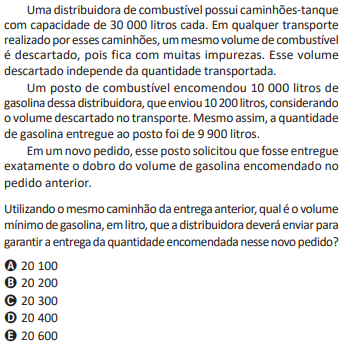 Uma distribuidora de combustível possui caminhões-tanque
com capacidade de 30 000 litros cada. Em qualquer transporte
realizado por esses caminhões, um mesmo volume de combustível
é descartado, pois fica com muitas impurezas. Esse volume
descartado independe da quantidade transportada.
Um posto de combustível encomendou 10 000 litros de
gasolina dessa distribuidora, que enviou 10 200 litros, considerando
o volume descartado no transporte. Mesmo assim, a quantidade
de gasolina entregue ao posto foi de 9 900 litros.
Em um novo pedido, esse posto solicitou que fosse entregue
exatamente o dobro do volume de gasolina encomendado no
pedido anterior.
Utilizando o mesmo caminhão da entrega anterior, qual é o volume
mínimo de gasolina, em litro, que a distribuidora deverá enviar para
garantir a entrega da quantidade encomendada nesse novo pedido?
A 20 100
B 20 200
C 20 300
D 20 400
E 20 600